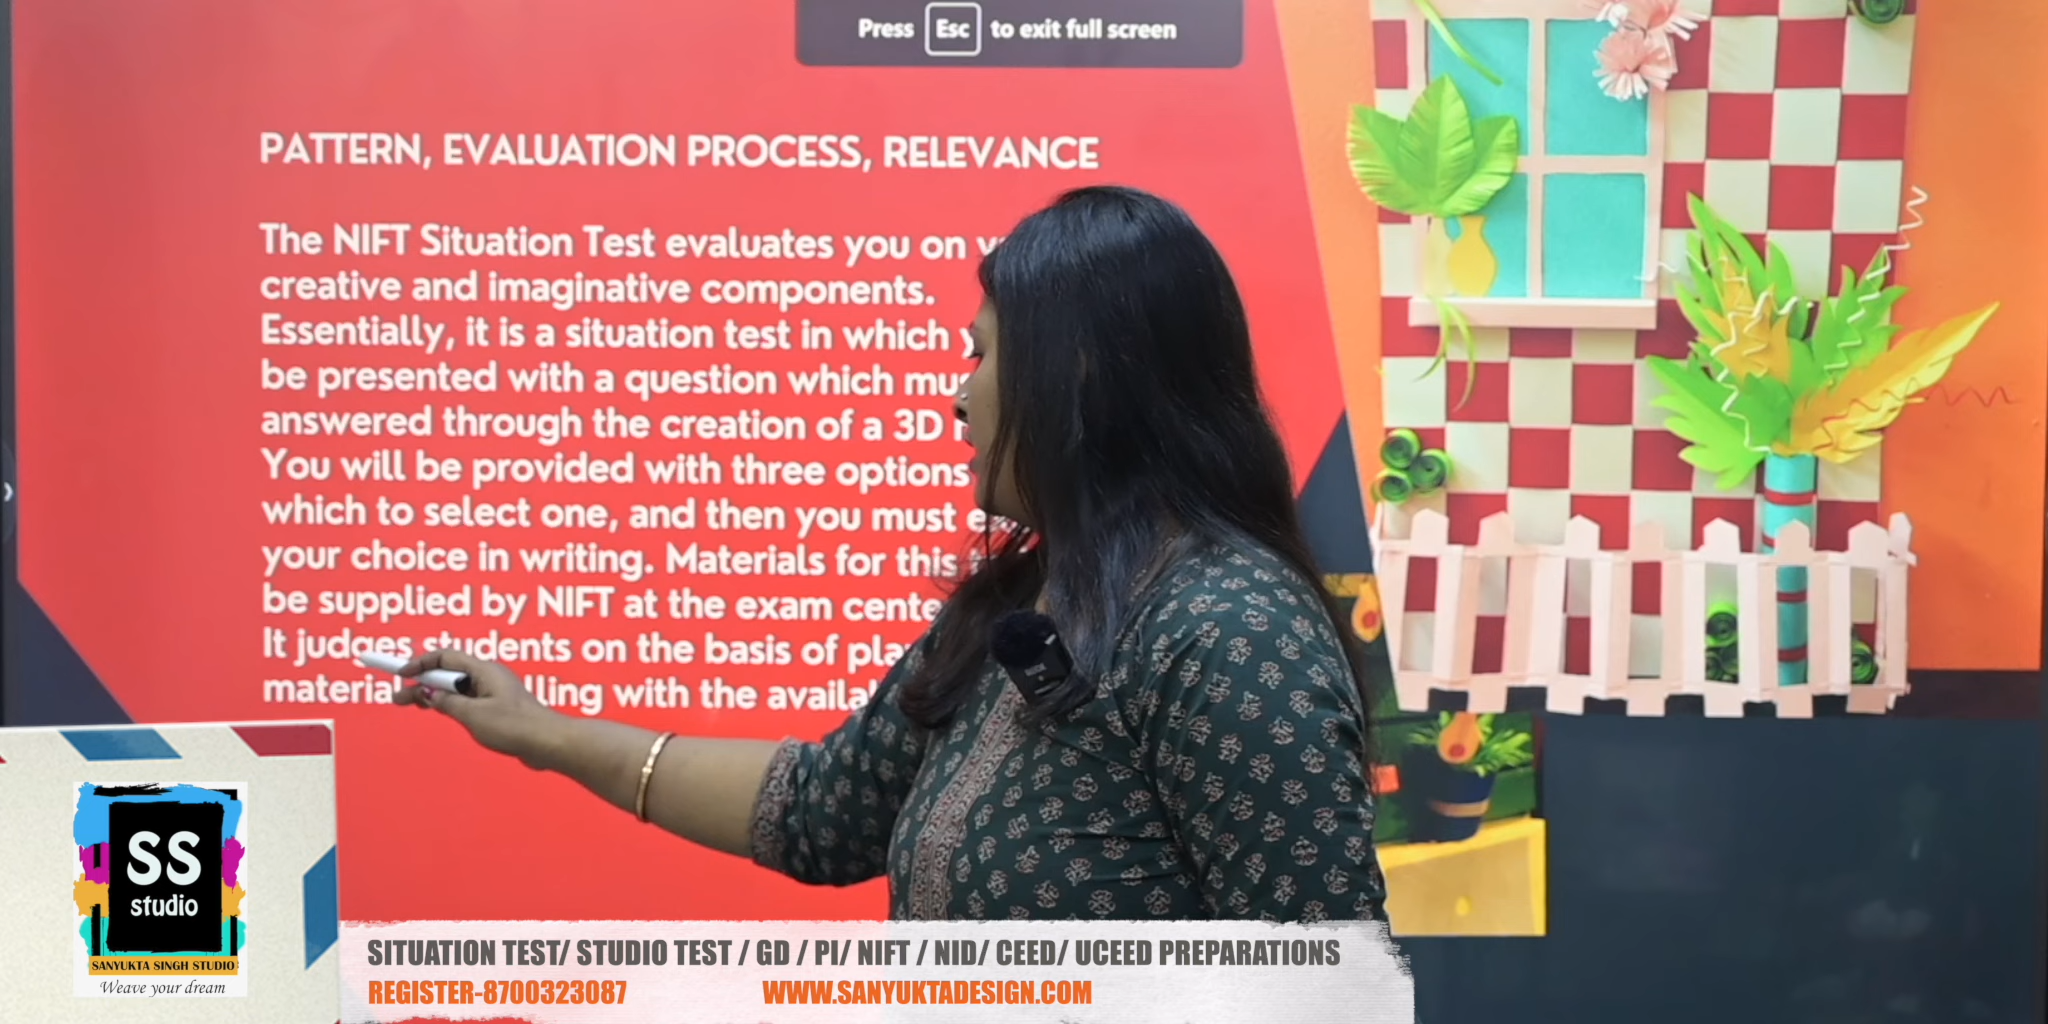 Press Esc to exit full screen
PATTERN, EVALUATION PROCESS, RELEVANCE
The NIFT Situation Test evaluates you on
creative and imaginative components.
Essentially, it is a situation test in which
be presented with a question which
answered through the creation of a 3D
You will be provided with three options
which to select one, and then you must
your choice in writing. Materials for this
be supplied by NIFT at the exam
It judges students on the basis of
with the
SS
studio
SANYUKTA SINGH STUDIO
Weave your dream
SITUATION TEST/ STUDIO TEST / GD / PI/ NIFT / NID/ CEED/ UCEED PREPARATIONS
REGISTER-8700323087
WWW.SANYUKTADESIGN.COM